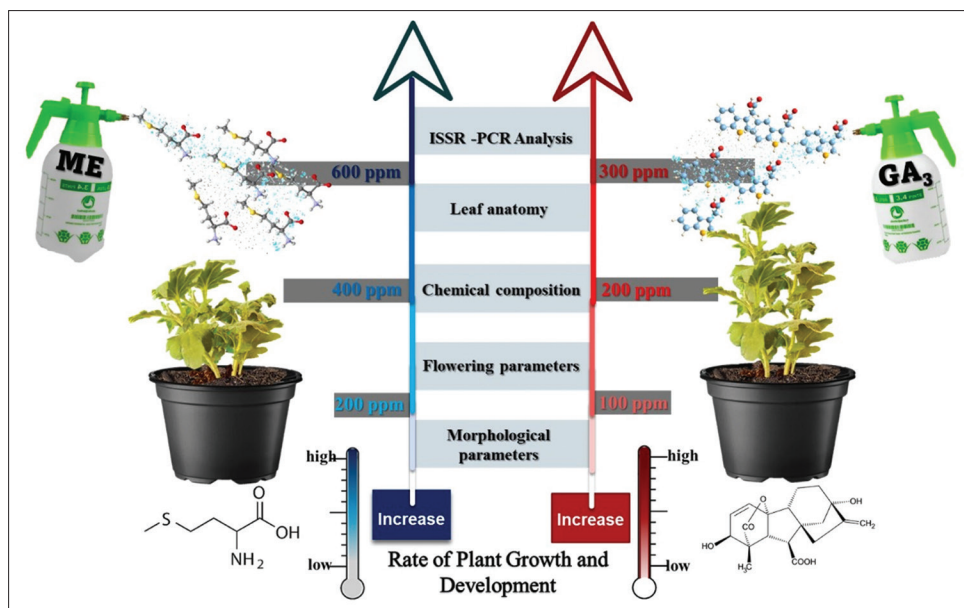 ISSR -PCR Analysis
ME
600 ppm
300 ppm
GA3
Leaf anatomy
400 ppm
Chemical composition
200 ppm
Flowering parameters
200 ppm
100 ppm
Morphological
parameters
high
high
Increase
Increase
low
low
Rate of Plant Growth and
Development
S
O
OH
NH2
O
CO
OH
CH2
HO
CH3
COOH